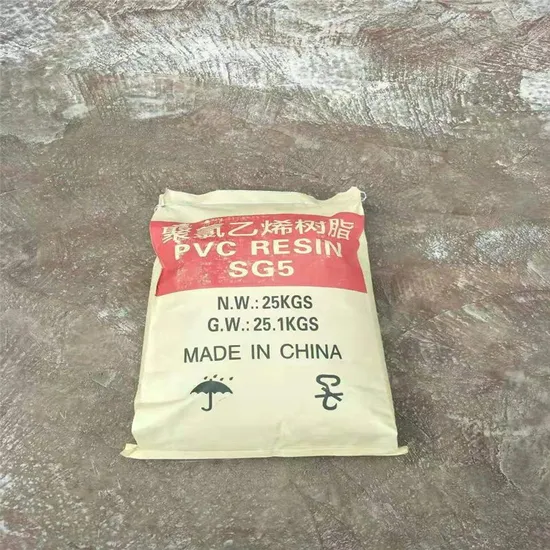 聚氯乙烯树脂
PVC RESIN
SG5
N.W.: 25KGS
G.W.: 25.1KGS
MADE IN CHINA